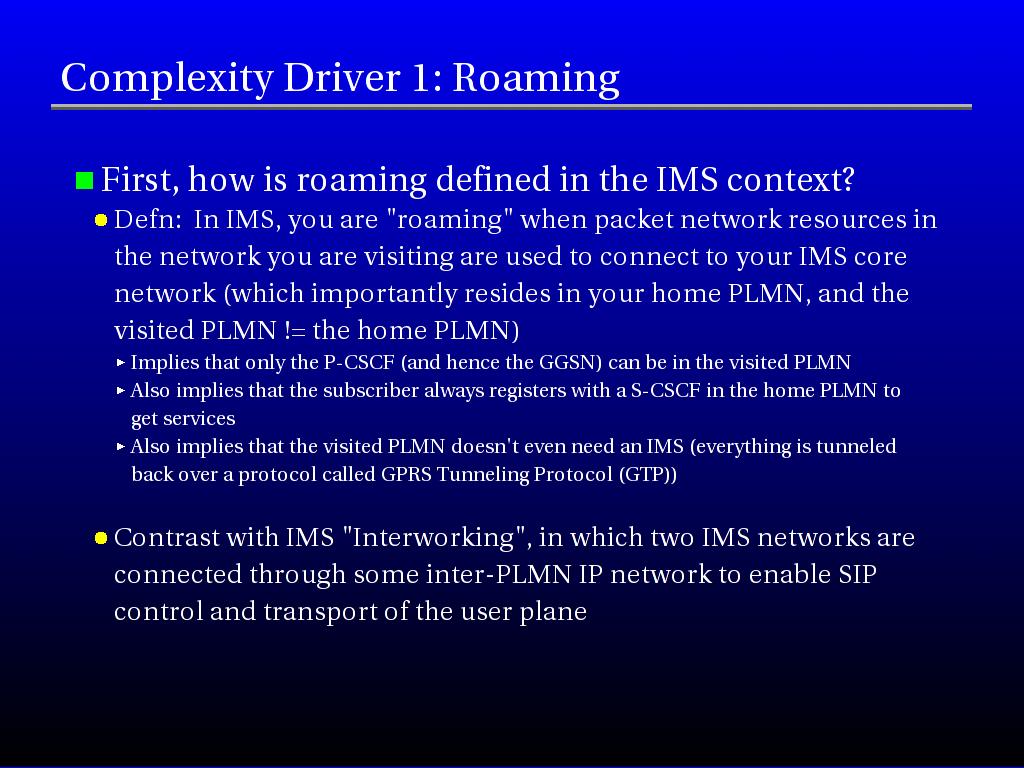 Complexity Driver 1: Roaming
First, how is roaming defined in the IMS context?
Defn:  In IMS, you are "roaming" when packet network resources in
the network you are visiting are used to connect to your IMS core
network (which importantly resides in your home PLMN, and the
visited PLMN != the home PLMN)
Implies that only the P-CSCF (and hence the GGSN) can be in the visited PLMN
Also implies that the subscriber always registers with a S-CSCF in the home PLMN to
get services
Also implies that the visited PLMN doesn't even need an IMS (everything is tunneled
back over a protocol called GPRS Tunneling Protocol (GTP))
Contrast with IMS "Interworking", in which two IMS networks are
connected through some inter-PLMN IP network to enable SIP
control and transport of the user plane